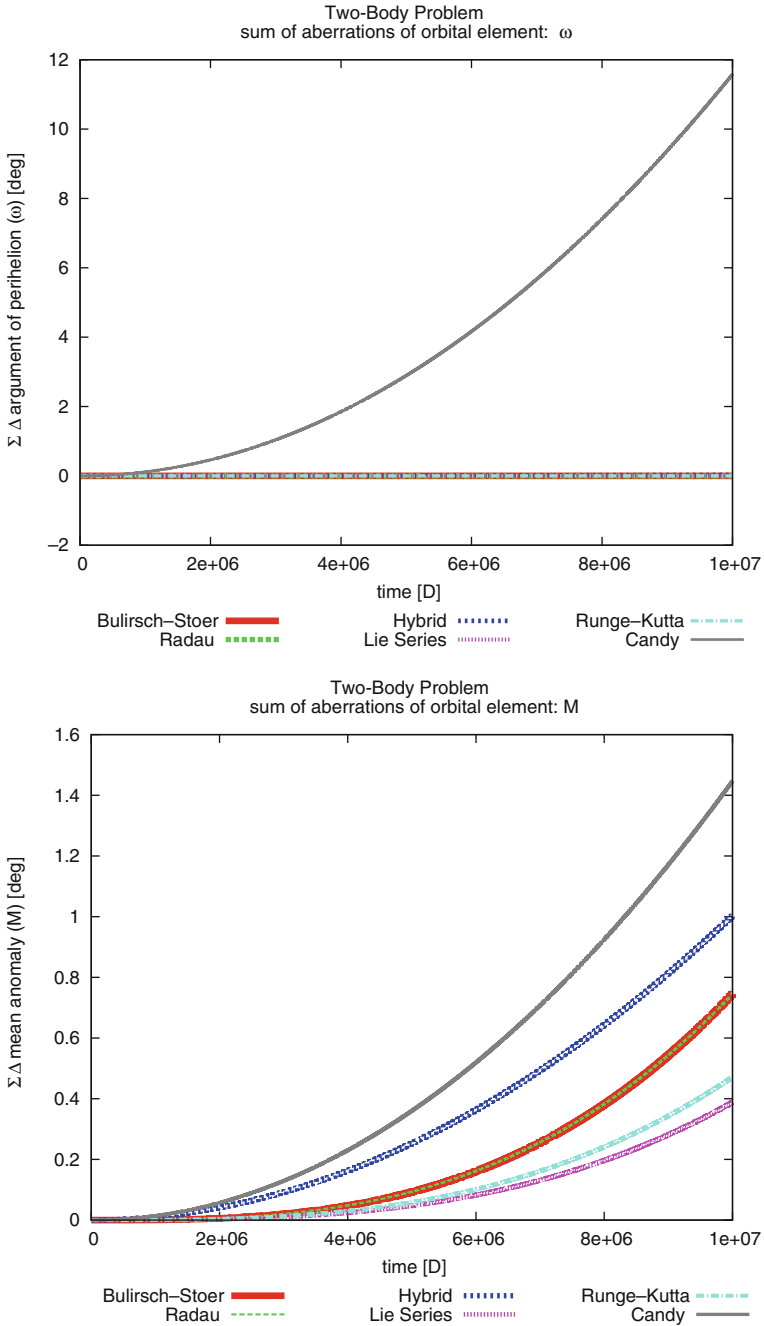 Two-Body Problem
sum of aberrations of orbital element: ω
12
10
8
6
4
2
0
−2
Σ Δ argument of perihelion (ω) [deg]
0 2e+06 4e+06 6e+06 8e+06 1e+07
time [D]
Bulirsch–Stoer Hybrid Runge–Kutta
Radau Lie Series Candy
Two-Body Problem
sum of aberrations of orbital element: M
1.6
1.4
1.2
1
0.8
0.6
0.4
0.2
0
Σ Δ mean anomaly (M) [deg]
0 2e+06 4e+06 6e+06 8e+06 1e+07
time [D]
Bulirsch–Stoer Hybrid Runge–Kutta
Radau Lie Series Candy